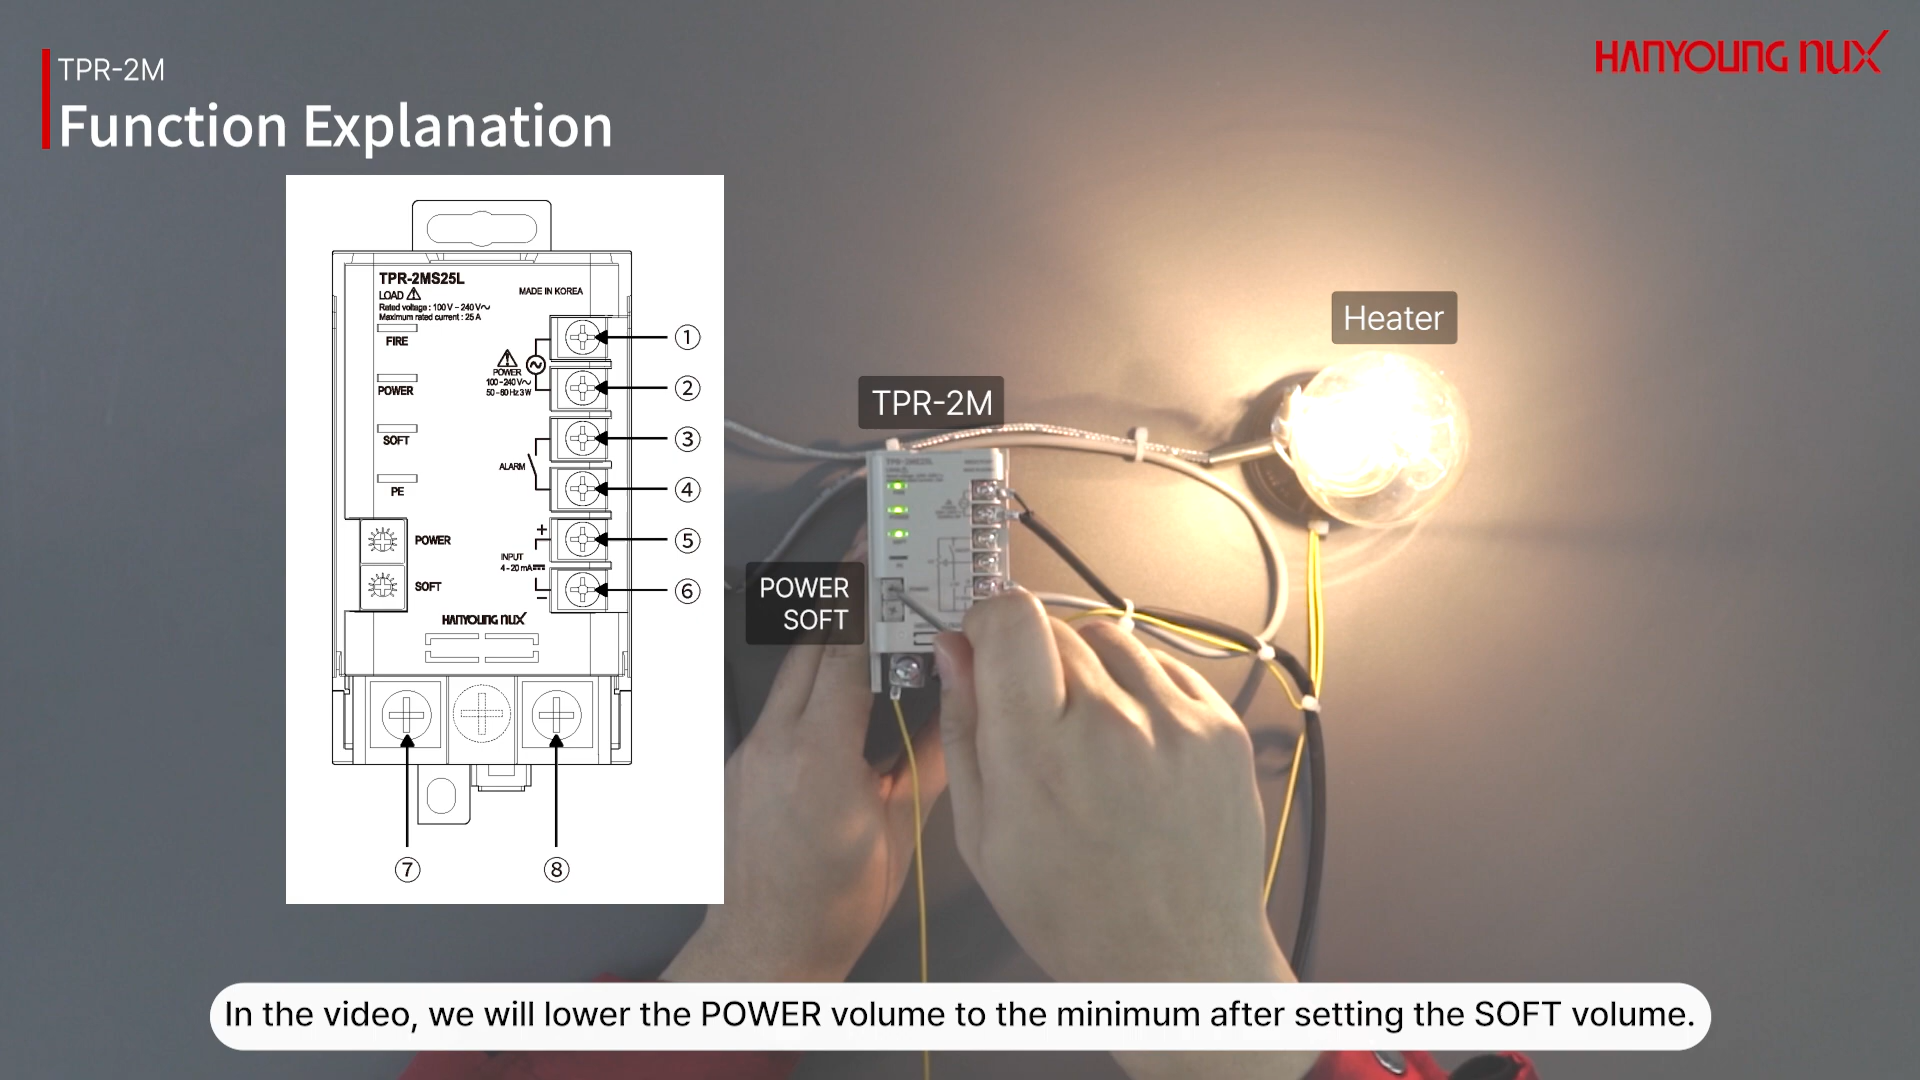 TPR-2M
Function Explanation
HANYOUNG nux
TPR-2MS25L
LOAD
MADE IN KOREA
Rated voltage : 100 V ~ 240 V~
Maximum rated current : 25 A
FIRE
POWER
SOFT
PE
POWER
100-240 V~
50-60 Hz 3 W
ALARM
+
INPUT
4-20 mA
−
POWER
SOFT
HANYOUNG nux
①
②
③
④
⑤
⑥
⑦
⑧
TPR-2M
Heater
POWER
SOFT
In the video, we will lower the POWER volume to the minimum after setting the SOFT volume.